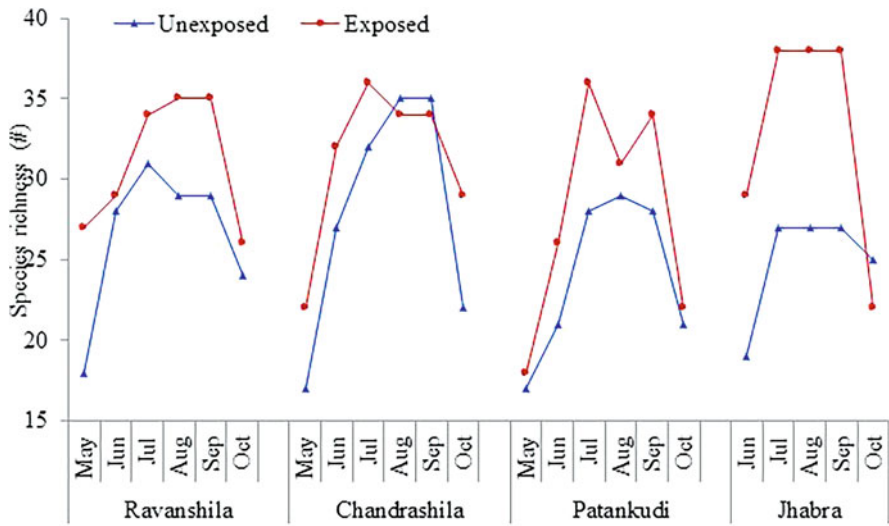 Unexposed Exposed
Species richness (#)
40
35
30
25
20
15
May Jun Jul Aug Sep Oct May Jun Jul Aug Sep Oct May Jun Jul Aug Sep Oct Jun Jul Aug Sep Oct
Ravanshila Chandrashila Patankudi Jhabra